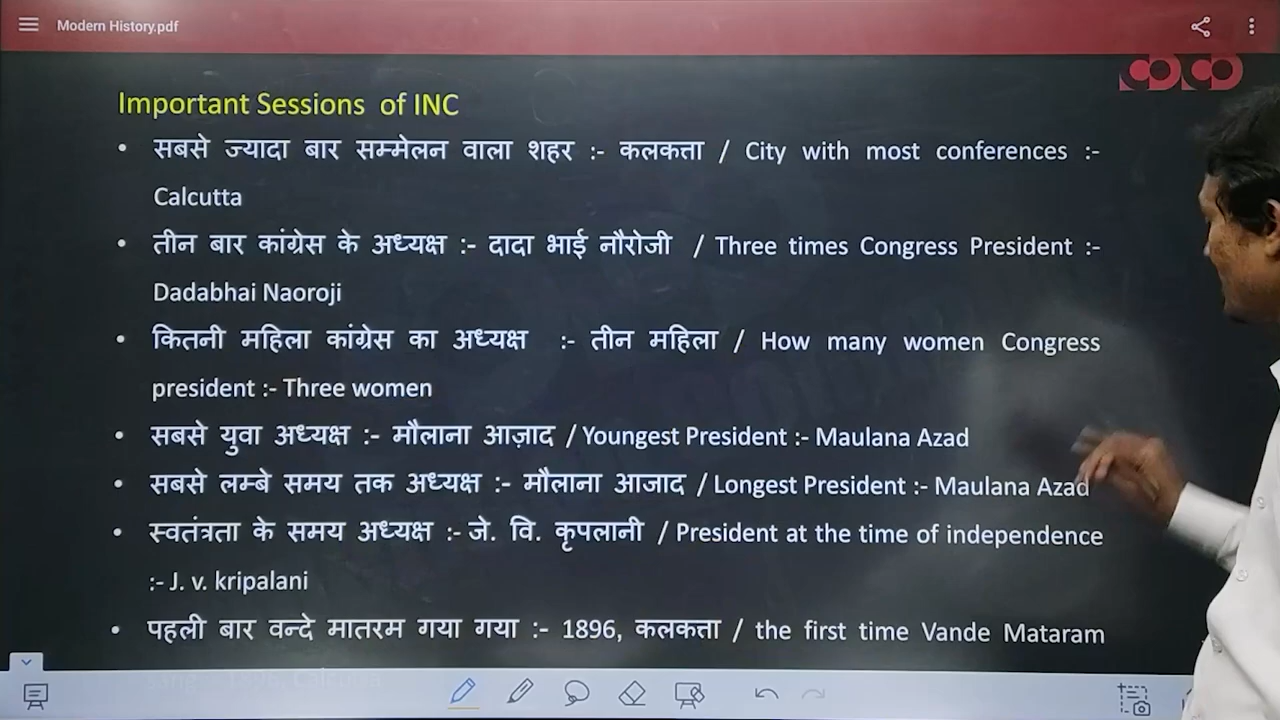 Modern History.pdf
Important Sessions of INC
• सबसे ज्यादा बार सम्मेलन वाला शहर :- कलकत्ता / City with most conferences :-
Calcutta
• तीन बार कांग्रेस के अध्यक्ष :- दादा भाई नौरोजी / Three times Congress President :-
Dadabhai Naoroji
• कितनी महिला कांग्रेस का अध्यक्ष :- तीन महिला / How many women Congress
president :- Three women
• सबसे युवा अध्यक्ष :- मौलाना आज़ाद / Youngest President :- Maulana Azad
• सबसे लम्बे समय तक अध्यक्ष :- मौलाना आजाद / Longest President :- Maulana Azad
• स्वतंत्रता के समय अध्यक्ष :- जे. वि. कृपलानी / President at the time of independence
:- J. v. kripalani
• पहली बार वन्दे मातरम गया गया :- 1896, कलकत्ता / the first time Vande Mataram
sang :- 1896, Calcutta